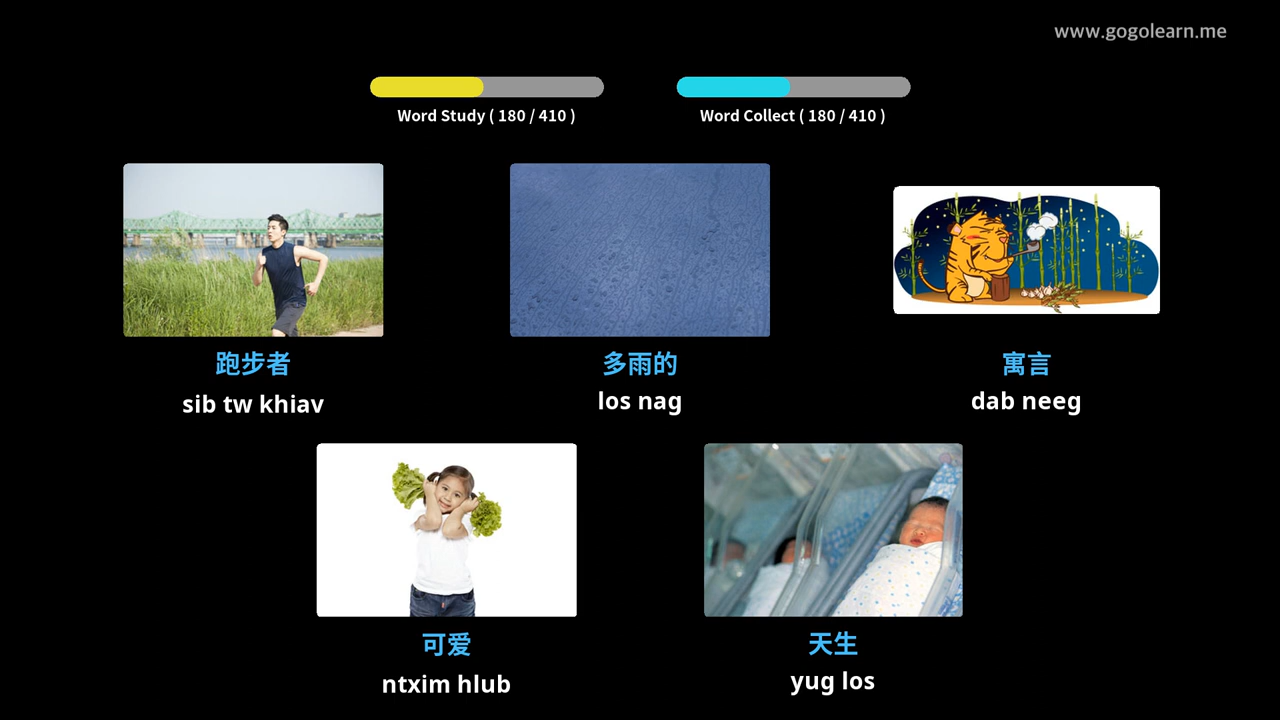 www.gogolearn.me
Word Study ( 180 / 410 )
Word Collect ( 180 / 410 )
跑步者
sib tw khiav
多雨的
los nag
寓言
dab neeg
可爱
ntxim hlub
天生
yug los